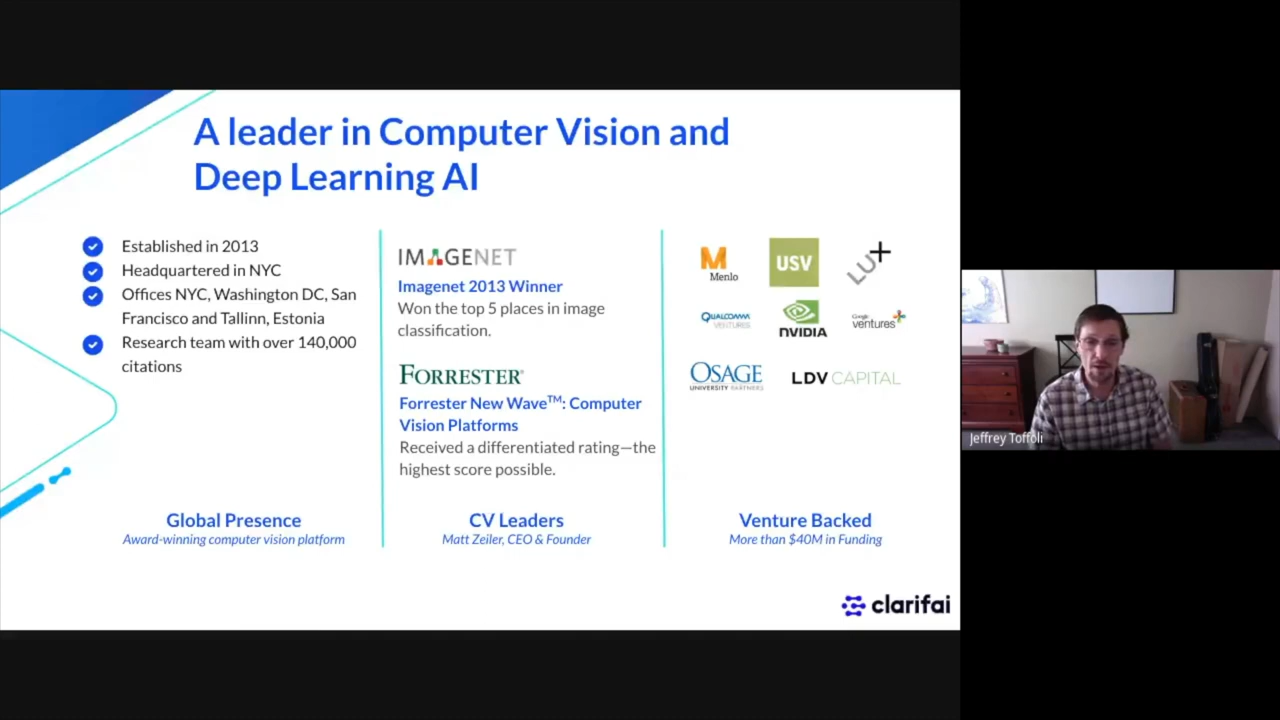 A leader in Computer Vision and
Deep Learning AI
Established in 2013
Headquartered in NYC
Offices NYC, Washington DC, San
Francisco and Tallinn, Estonia
Research team with over 140,000
citations
Global Presence
Award-winning computer vision platform
IMAGENET
Imagenet 2013 Winner
Won the top 5 places in image
classification.
FORRESTER®
Forrester New Wave™: Computer
Vision Platforms
Received a differentiated rating—the
highest score possible.
CV Leaders
Matt Zeiler, CEO & Founder
Menlo
USV
LU+
QUALCOMM
VENTURES
NVIDIA
Google
ventures
OSAGE
UNIVERSITY PARTNERS
LDV CAPITAL
Venture Backed
More than $40M in Funding
clarifai
Jeffrey Toffoli